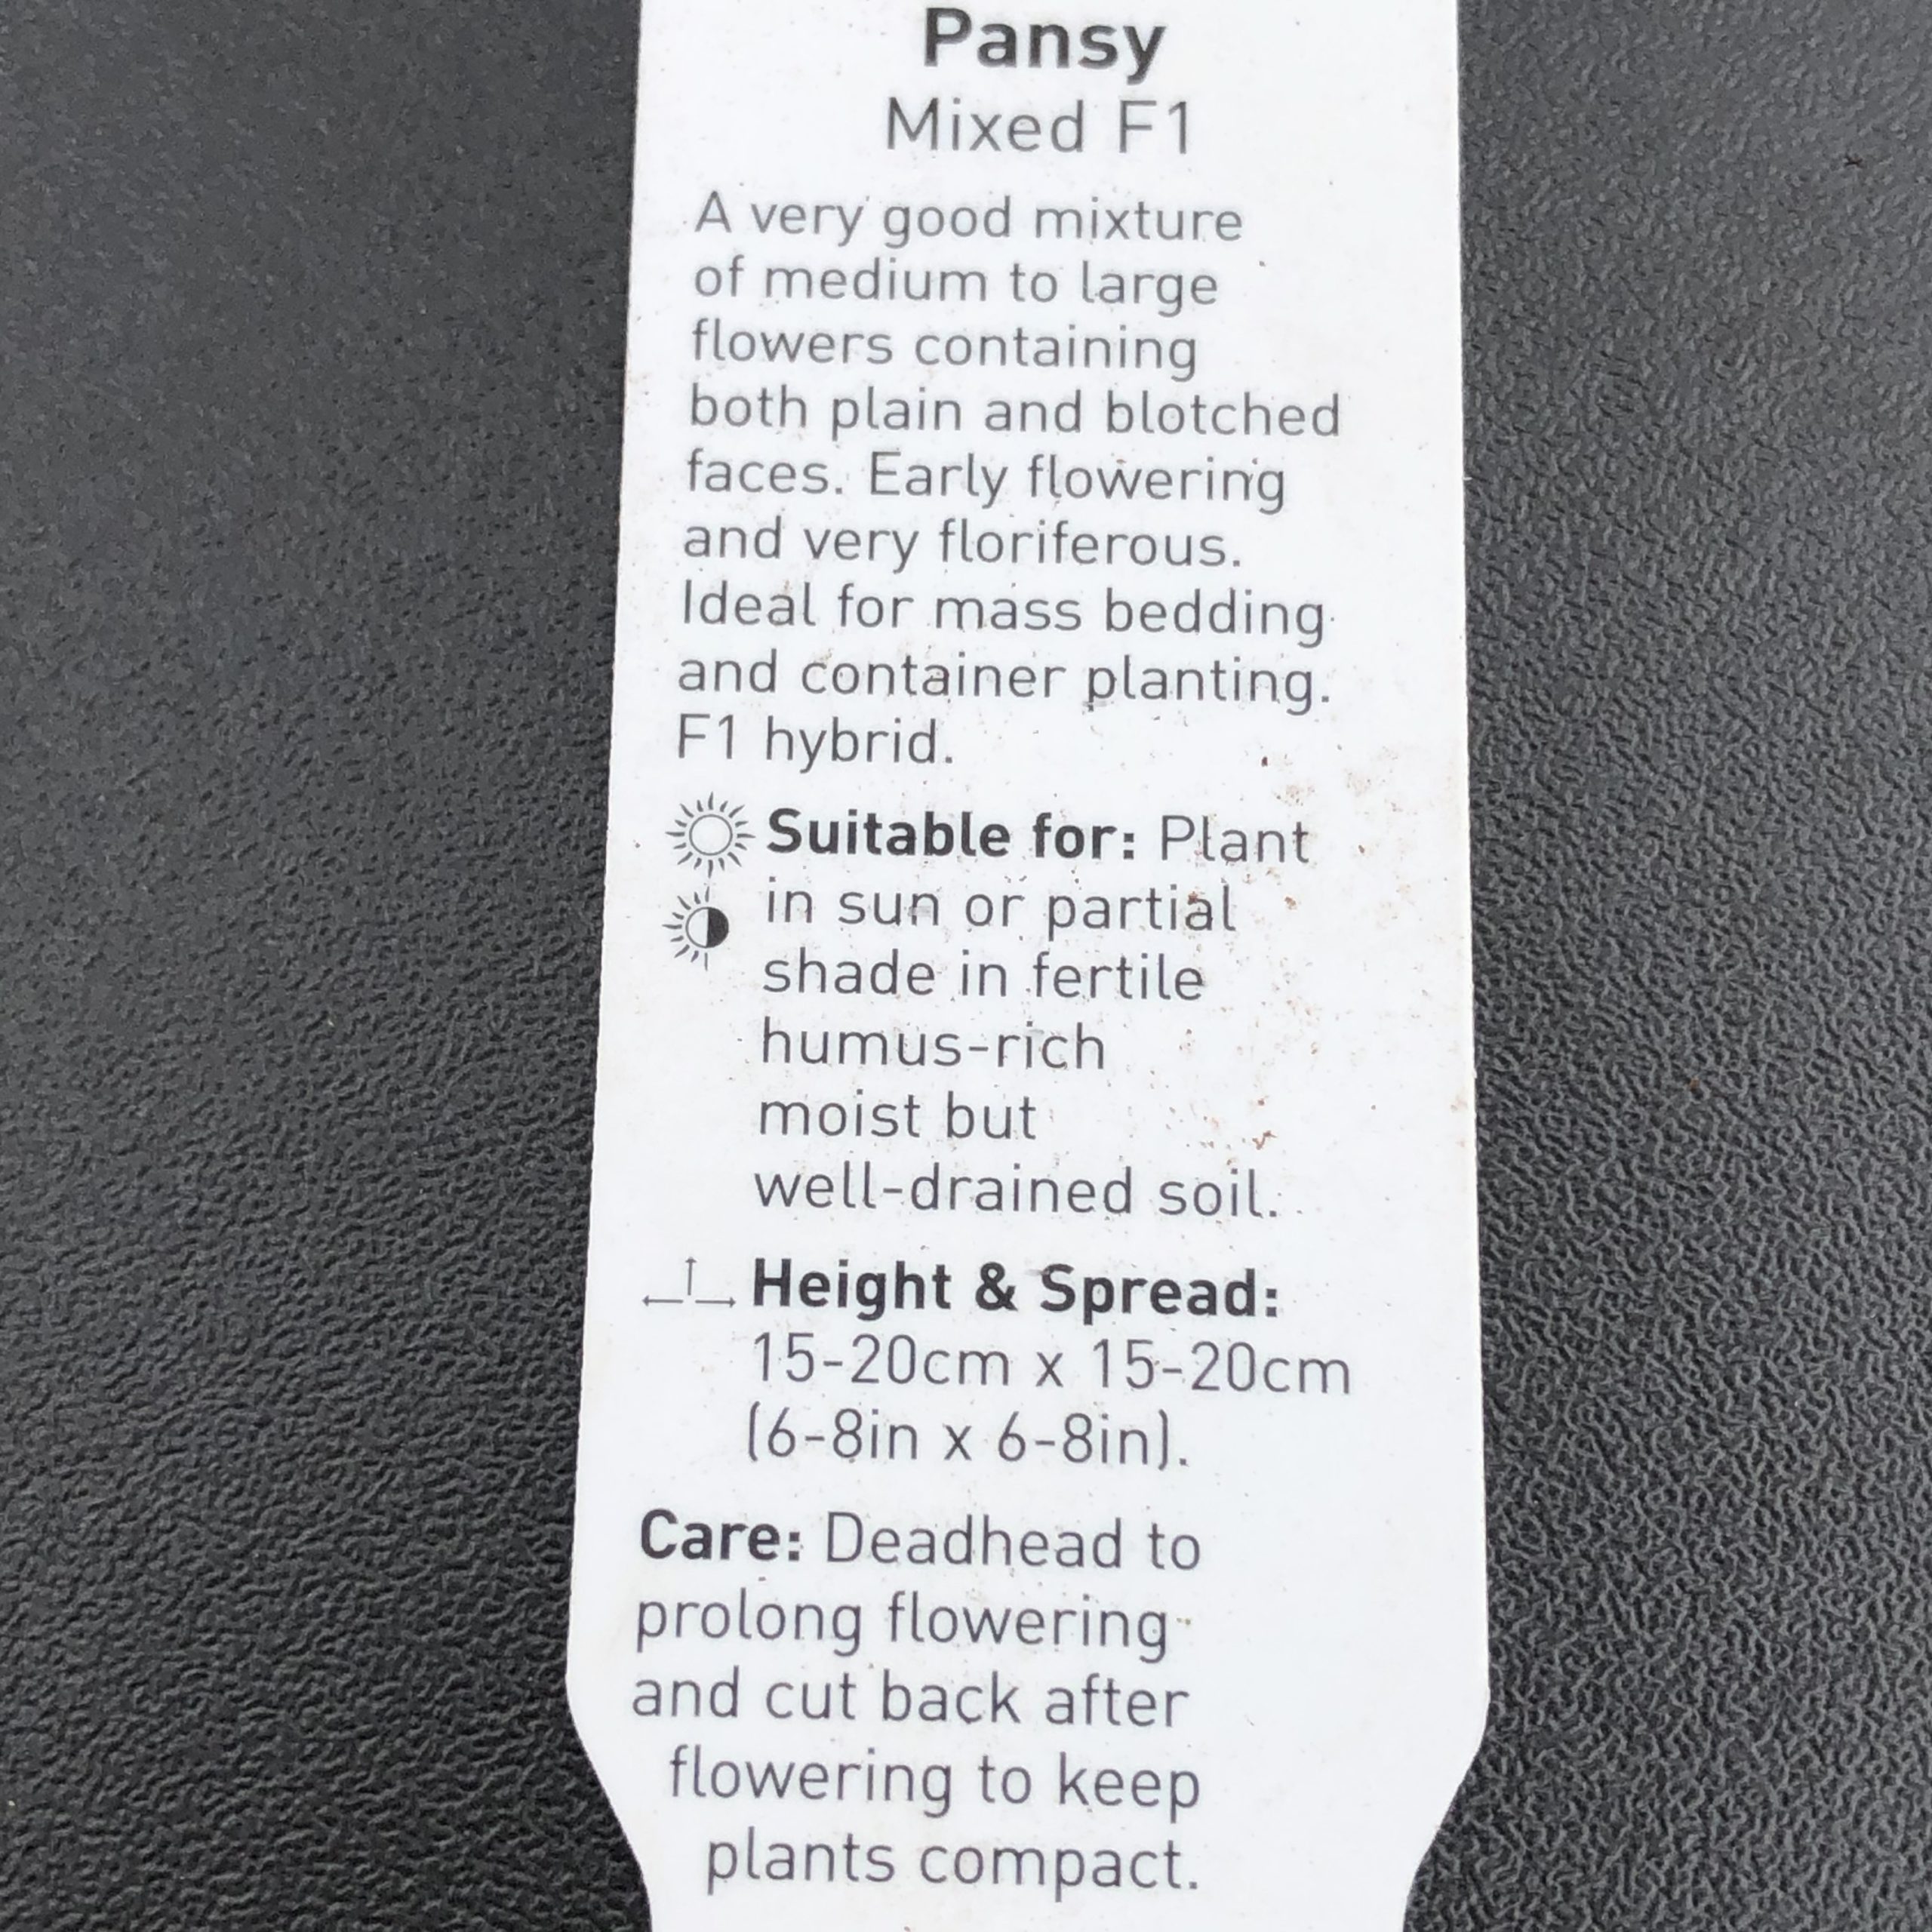 Pansy
Mixed F1
A very good mixture
of medium to large
flowers containing
both plain and blotched
faces. Early flowering
and very floriferous.
Ideal for mass bedding
and container planting.
F1 hybrid.
Suitable for: Plant
in sun or partial
shade in fertile
humus-rich
moist but
well-drained soil.
Height & Spread:
15-20cm x 15-20cm
(6-8in x 6-8in).
Care: Deadhead to
prolong flowering
and cut back after
flowering to keep
plants compact.